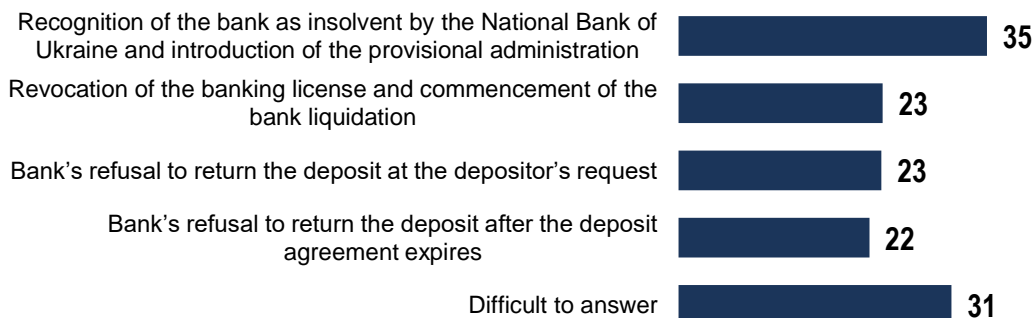 Recognition of the bank as insolvent by the National Bank of
Ukraine and introduction of the provisional administration
35
Revocation of the banking license and commencement of the
bank liquidation
23
Bank's refusal to return the deposit at the depositor's request
23
Bank's refusal to return the deposit after the deposit
agreement expires
22
Difficult to answer
31